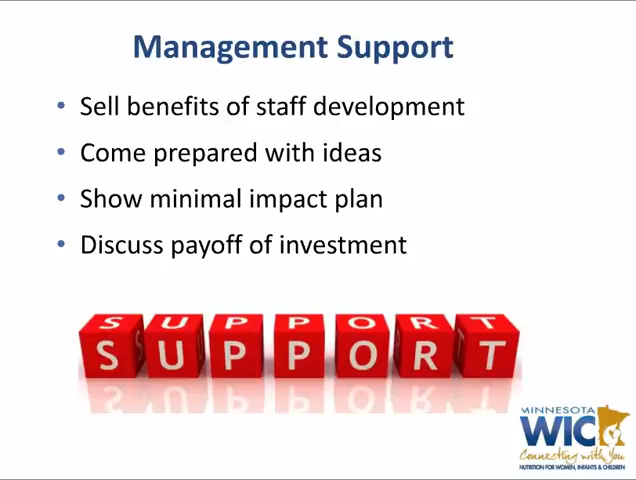 Management Support
• Sell benefits of staff development
• Come prepared with ideas
• Show minimal impact plan
• Discuss payoff of investment
SUPPORT
SUPPORT
MINNESOTA
WIC
Connecting with You
NUTRITION FOR WOMEN, INFANTS & CHILDREN